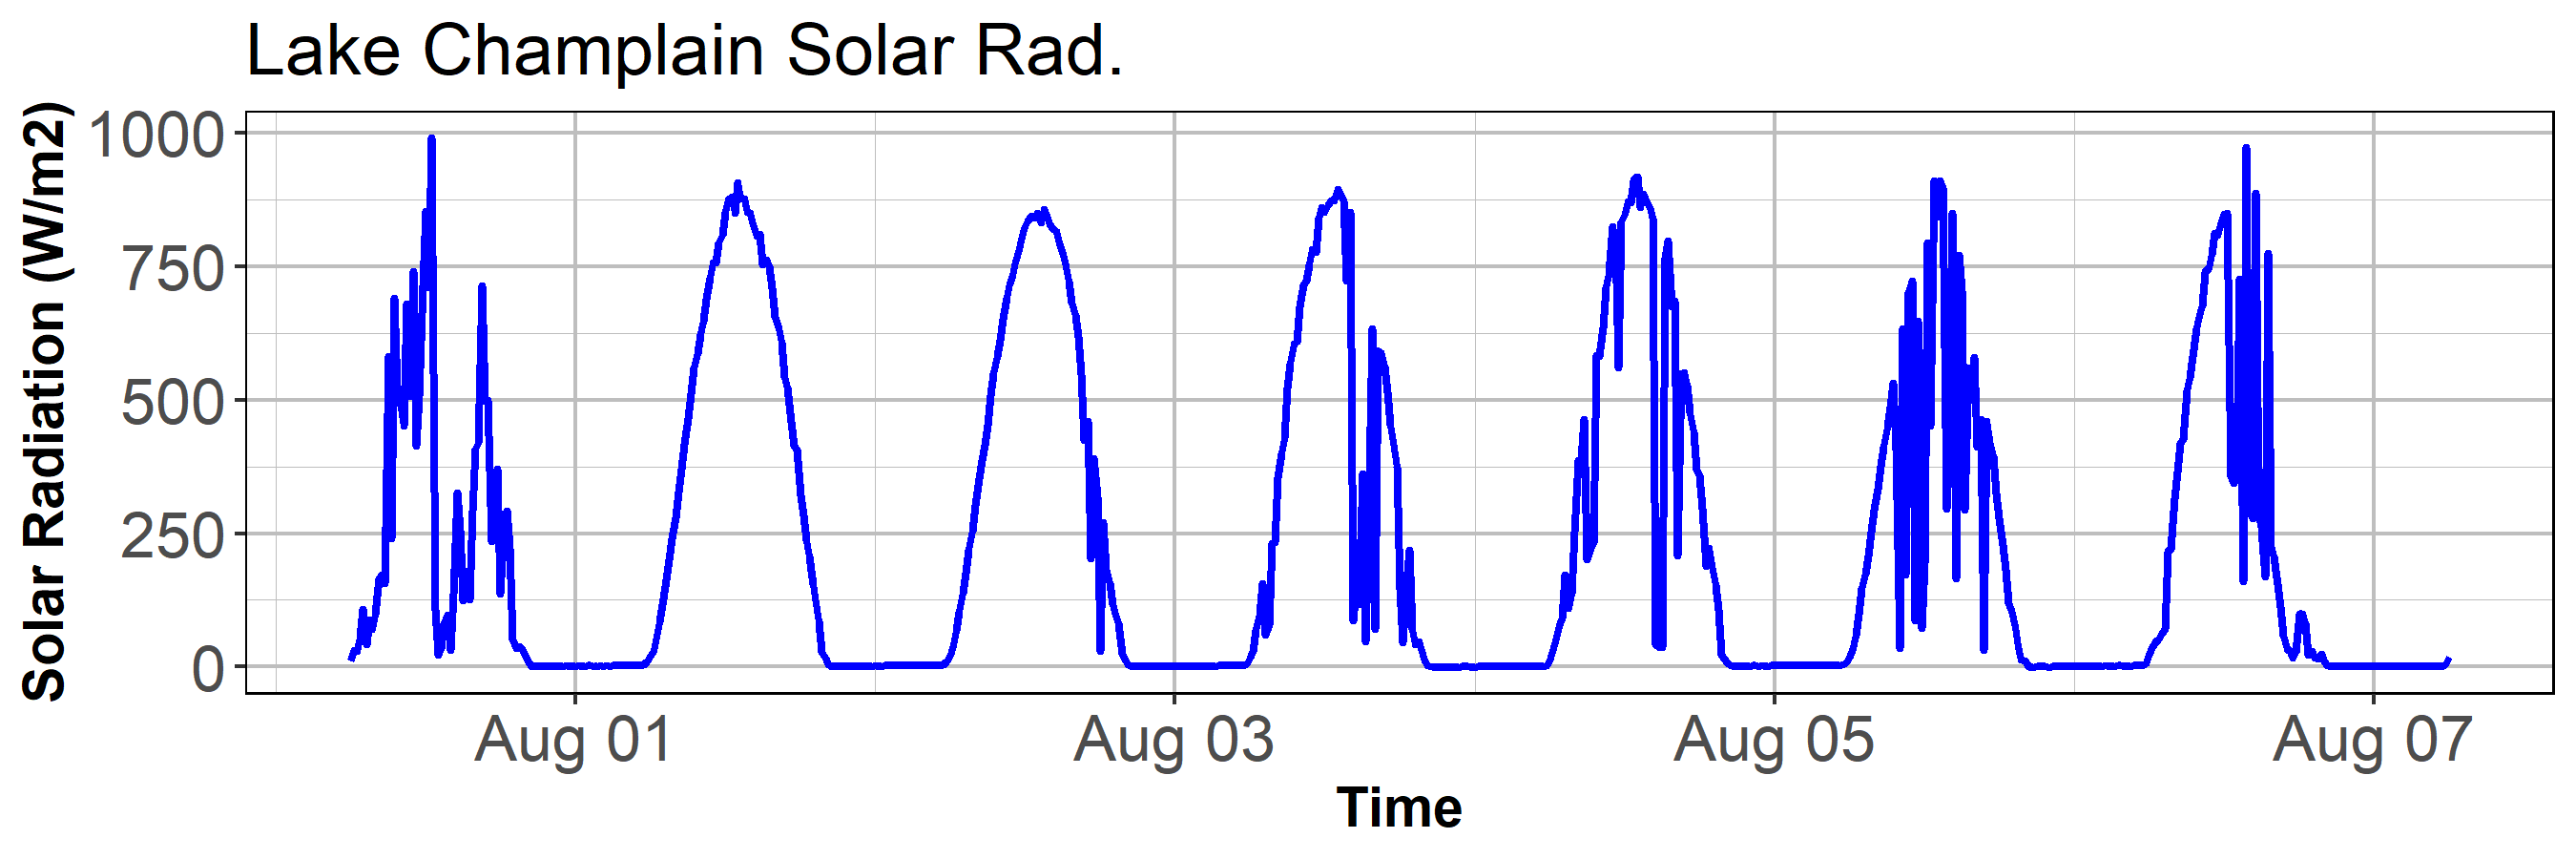 Lake Champlain Solar Rad.
Solar Radiation (W/m2)
1000
750
500
250
0
Aug 01 Aug 03 Aug 05 Aug 07
Time